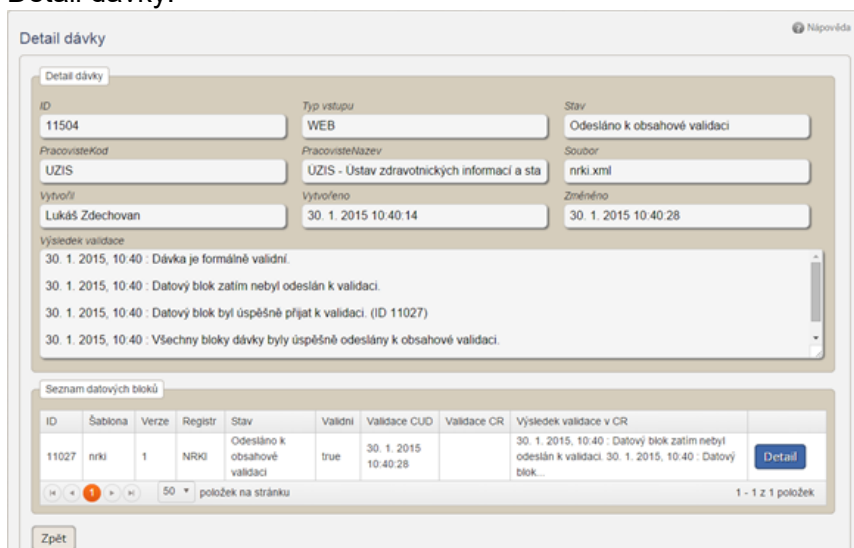 Detail dávky:
Nápověda
Detail dávky
Detail dávky
ID Typ vstupu Stav
11504 WEB Odesláno k obsahové validaci
PracovisteKod PracovisteNazev Soubor
UZIS ÚZIS - Ústav zdravotnických informací a sta nrki.xml
Vytvořil Vytvořeno Změněno
Lukáš Zdechovan 30. 1. 2015 10:40:14 30. 1. 2015 10:40:28
Výsledek validace
30. 1. 2015, 10:40 : Dávka je formálně validní.
30. 1. 2015, 10:40 : Datový blok zatím nebyl odeslán k validaci.
30. 1. 2015, 10:40 : Datový blok byl úspěšně přijat k validaci. (ID 11027)
30. 1. 2015, 10:40 : Všechny bloky dávky byly úspěšně odeslány k obsahové validaci.
Seznam datových bloků
ID Šablona Verze Registr Stav Validni Validace CUD Validace CR Výsledek validace v CR
11027 nrki 1 NRKI Odesláno k obsahové validaci true 30. 1. 2015 10:40:28 30. 1. 2015, 10:40 : Datový blok zatím nebyl odeslán k validaci. 30. 1. 2015, 10:40 : Datový blok... Detail
1 50 položek na stránku 1 - 1 z 1 položek
Zpět